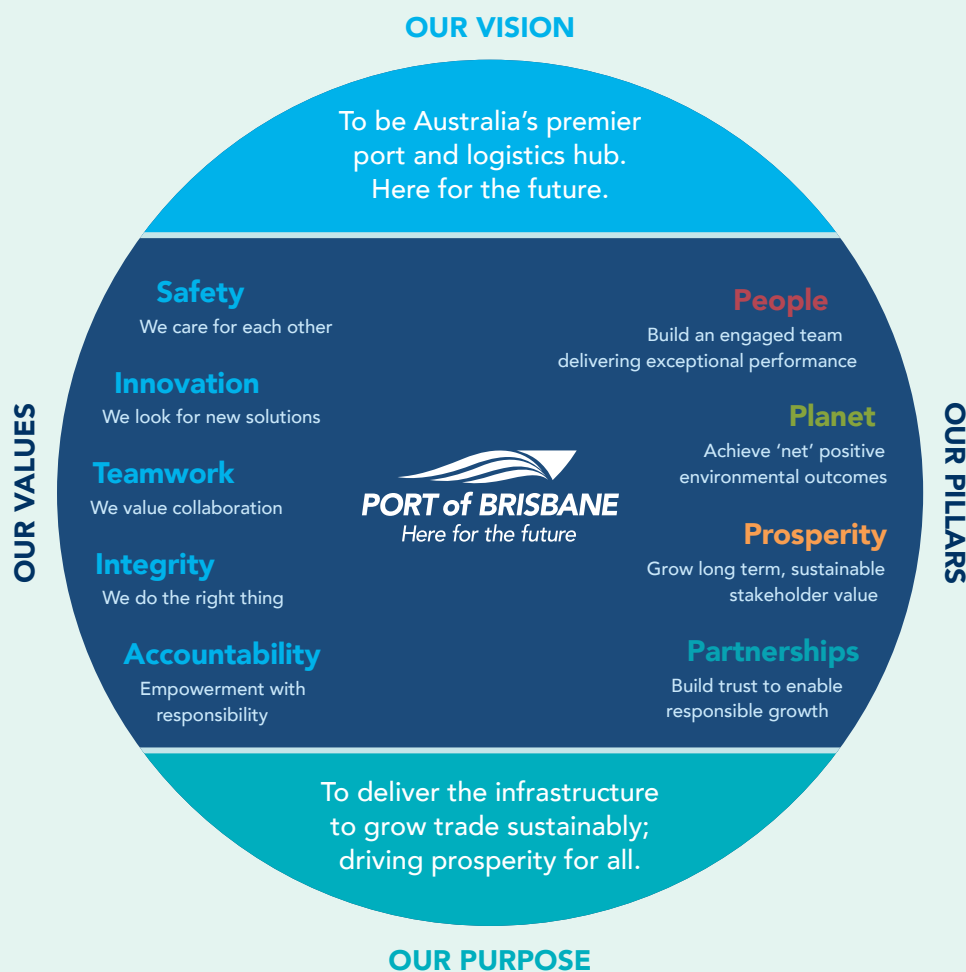 OUR VISION
To be Australia’s premier
port and logistics hub.
Here for the future.
OUR VALUES
Safety
We care for each other
Innovation
We look for new solutions
Teamwork
We value collaboration
Integrity
We do the right thing
Accountability
Empowerment with
responsibility
PORT of BRISBANE
Here for the future
OUR PILLARS
People
Build an engaged team
delivering exceptional performance
Planet
Achieve ‘net’ positive
environmental outcomes
Prosperity
Grow long term, sustainable
stakeholder value
Partnerships
Build trust to enable
responsible growth
To deliver the infrastructure
to grow trade sustainably;
driving prosperity for all.
OUR PURPOSE